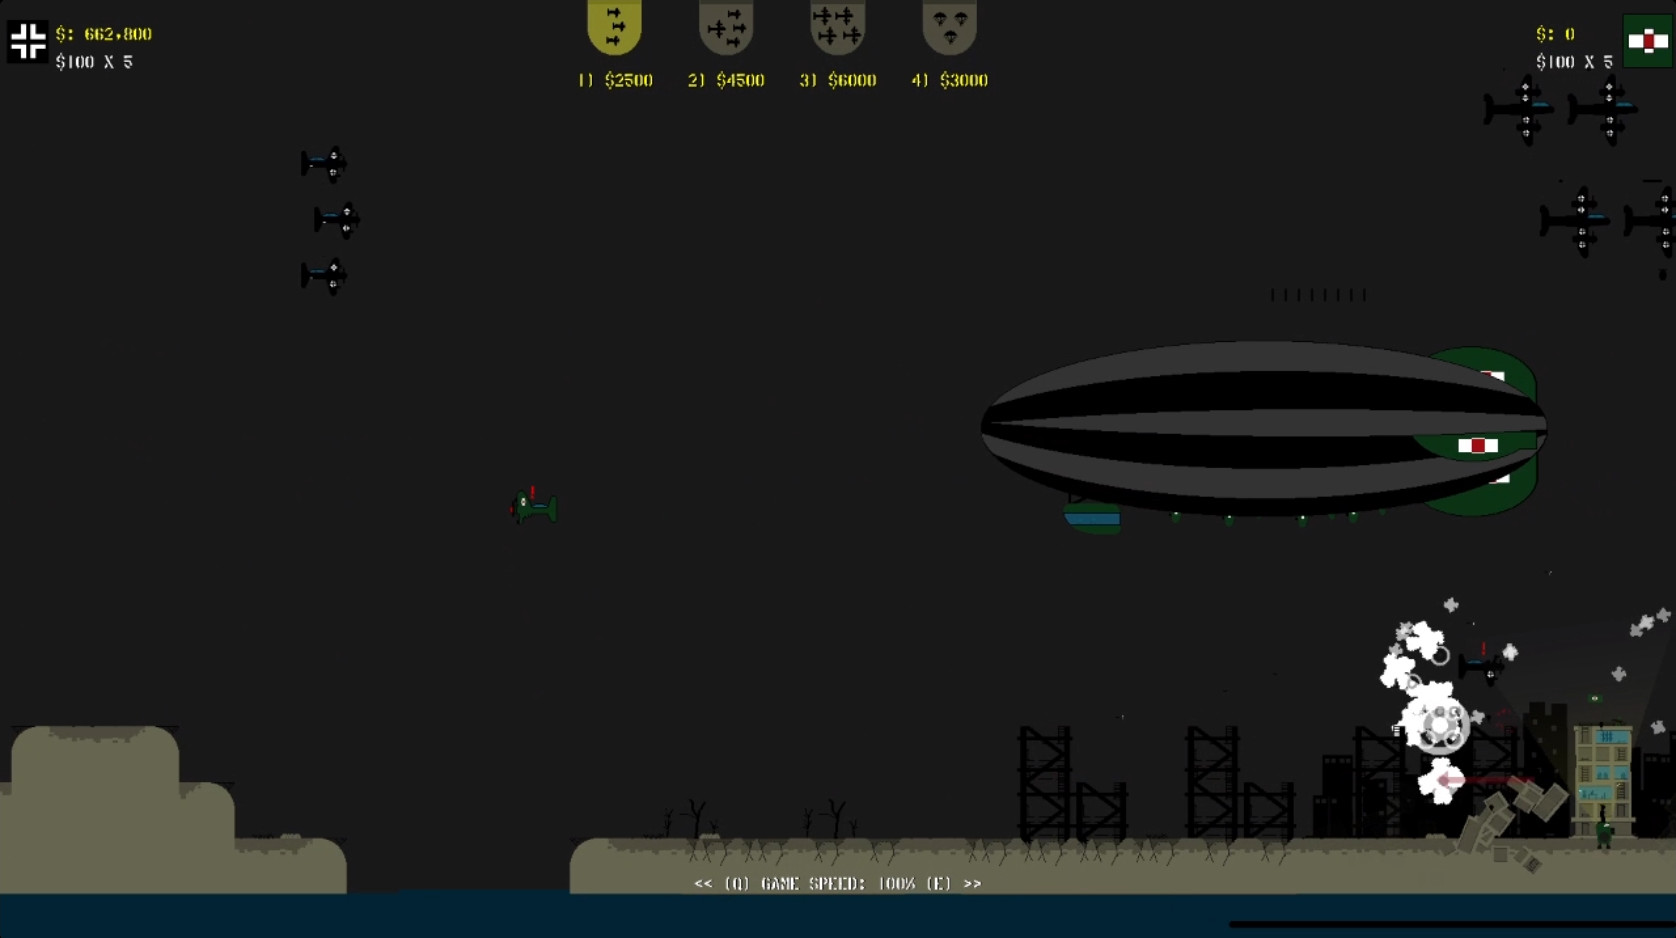 $: 662,800
$100 X 5
1) $2500
2) $4500
3) $6000
4) $3000
$: 0
$100 X 5
<< (Q) GAME SPEED: 100% (E) >>